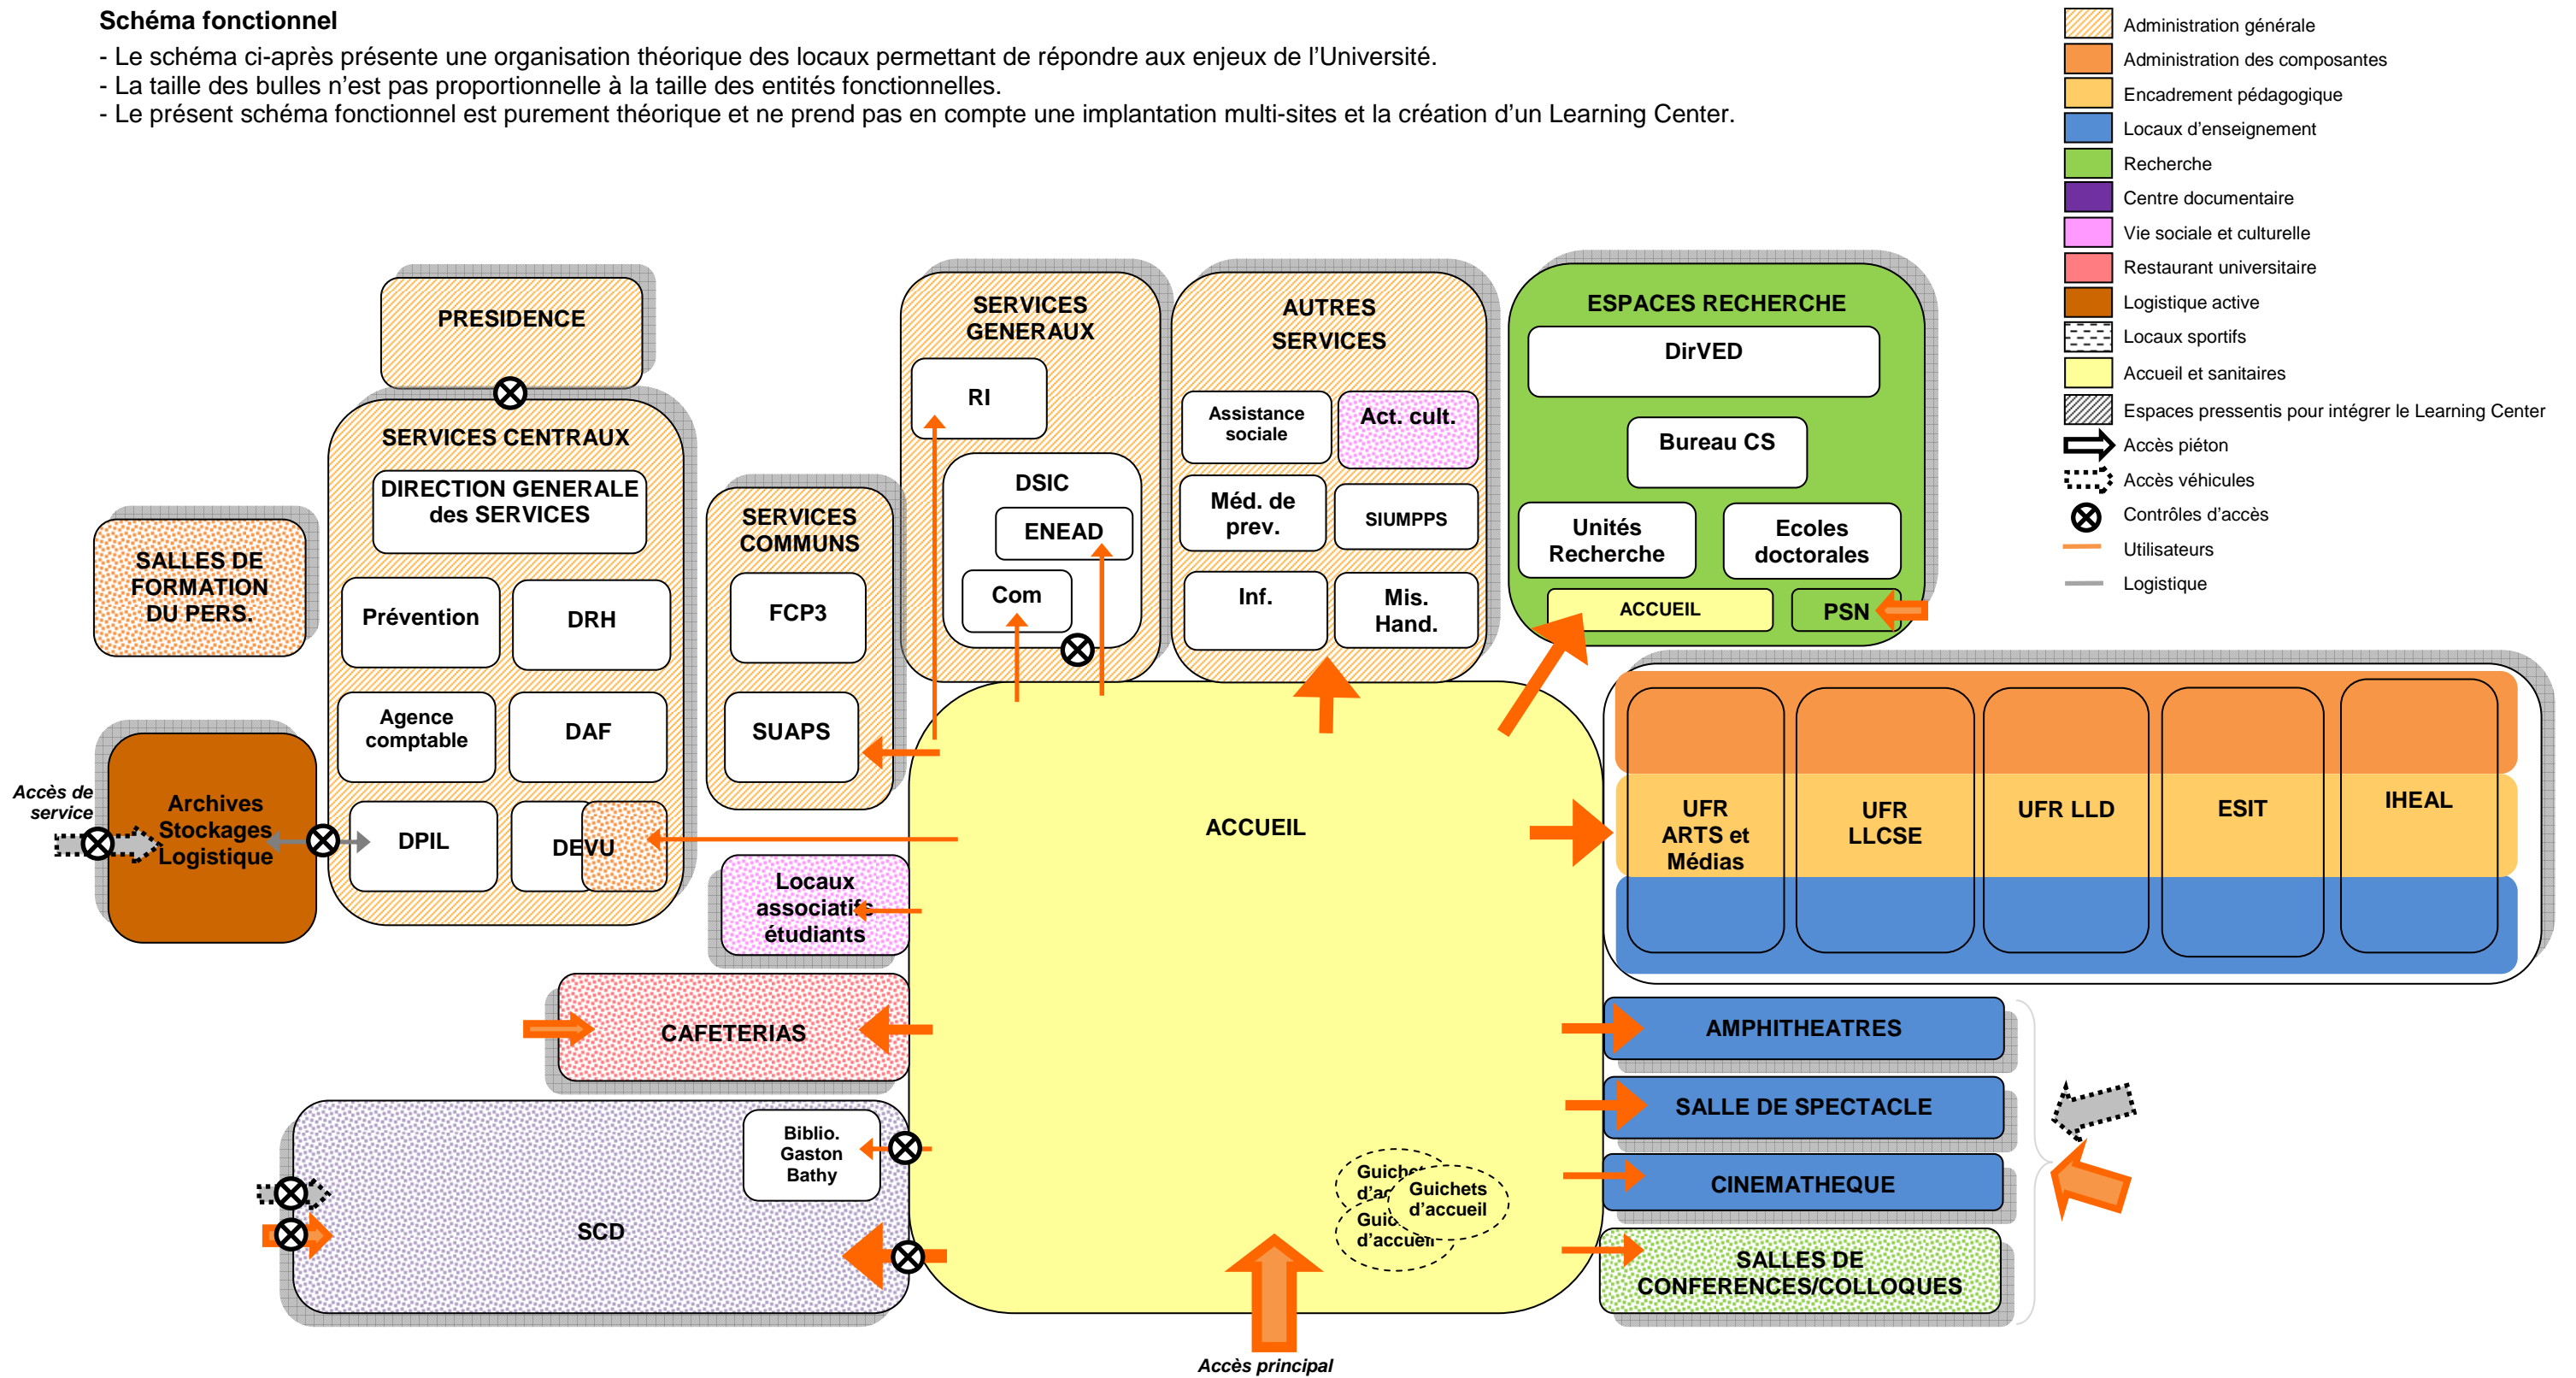 Schéma fonctionnel
- Le schéma ci-après présente une organisation théorique des locaux permettant de répondre aux enjeux de l'Université.
- La taille des bulles n'est pas proportionnelle à la taille des entités fonctionnelles.
- Le présent schéma fonctionnel est purement théorique et ne prend pas en compte une implantation multi-sites et la création d'un Learning Center.
Administration générale
Administration des composantes
Encadrement pédagogique
Locaux d'enseignement
Recherche
Centre documentaire
Vie sociale et culturelle
Restaurant universitaire
Logistique active
Locaux sportifs
Accueil et sanitaires
Espaces pressentis pour intégrer le Learning Center
Accès piéton
Accès véhicules
Contrôles d'accès
Utilisateurs
Logistique
PRESIDENCE
SERVICES CENTRAUX
DIRECTION GENERALE
des SERVICES
Prévention
DRH
Agence
comptable
DAF
DPIL
DEVU
SALLES DE
FORMATION
DU PERS.
Accès de
service
Archives
Stockages
Logistique
SERVICES
COMMUNS
FCP3
SUAPS
SERVICES
GENERAUX
RI
DSIC
ENEAD
Com
AUTRES
SERVICES
Assistance
sociale
Act. cult.
Méd. de
prev.
SIUMPPS
Inf.
Mis.
Hand.
ESPACES RECHERCHE
DirVED
Bureau CS
Unités
Recherche
Ecoles
doctorales
ACCUEIL
PSN
ACCUEIL
UFR
ARTS et
Médias
UFR
LLCSE
UFR LLD
ESIT
IHEAL
Locaux
associatifs
étudiants
CAFETERIAS
Biblio.
Gaston
Bathy
SCD
AMPHITHEATRES
SALLE DE SPECTACLE
CINEMATHEQUE
SALLES DE
CONFERENCES/COLLOQUES
Guichets
d'accueil
d'accueil
Accès principal